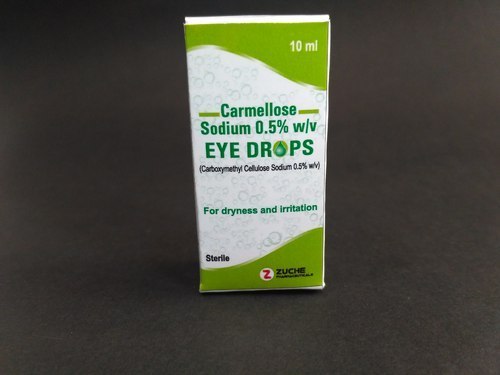 10 ml
Carmellose
Sodium 0.5% w/v
EYE DROPS
(Carboxymethyl Cellulose Sodium 0.5% w/v)
For dryness and irritation
Sterile
Z ZUCHE
PHARMACEUTICALS